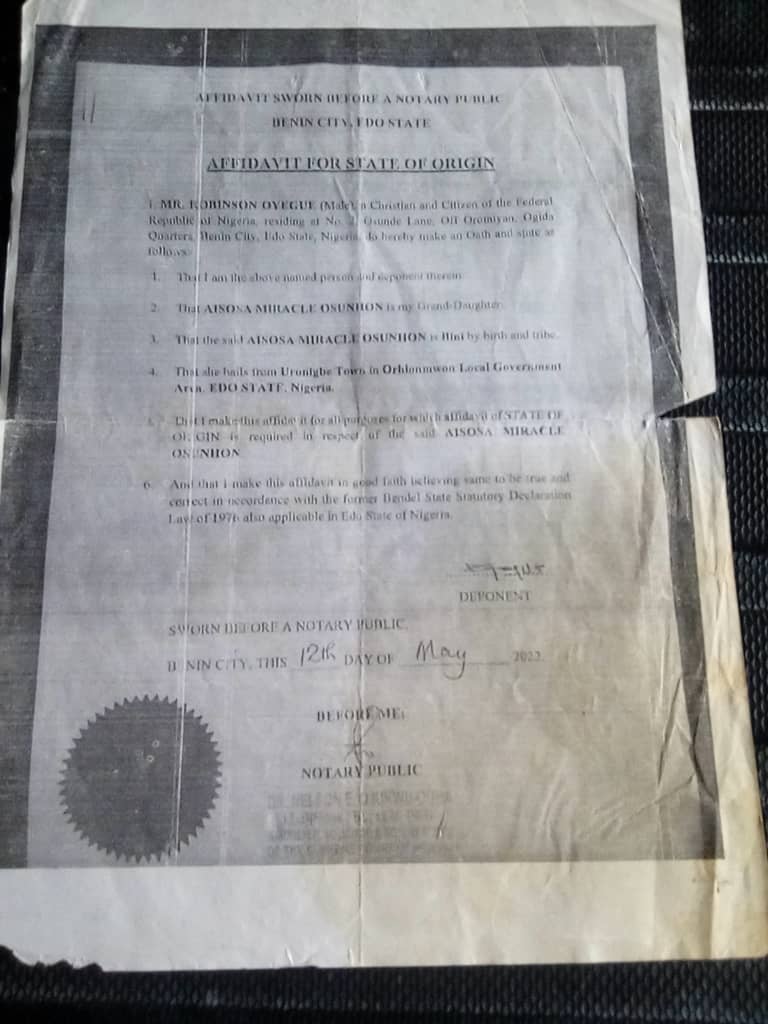 AFFIDAVIT SWORN BEFORE A NOTARY PUBLIC
BENIN CITY, EDO STATE
AFFIDAVIT FOR STATE OF ORIGIN
I, MR. ROBINSON OYEGUE (Male), a Christian and Citizen of the Federal
Republic of Nigeria, residing at No. 2, Osunde Lane, Off Oromiyan, Ogida
Quarters, Benin City, Edo State, Nigeria, do hereby make an Oath and state as
follows:
1. That I am the above named person and deponent therein.
2. That AISOSA MIRACLE OSUNHON is my Grand-Daughter.
3. That the said AISOSA MIRACLE OSUNHON is Bini by birth and tribe.
4. That she hails from Urunigbe Town in Orhionmwon Local Government
Area, EDO STATE, Nigeria.
5. That I make this affidavit for all purposes for which affidavit of STATE OF
ORIGIN is required in respect of the said AISOSA MIRACLE
OSUNHON
6. And that I make this affidavit in good faith believing same to be true and
correct in accordance with the former Bendel State Statutory Declaration
Law of 1976 also applicable in Edo State of Nigeria.
DEPONENT
SWORN BEFORE A NOTARY PUBLIC,
BENIN CITY, THIS 12th DAY OF May 2022
BEFORE ME:
NOTARY PUBLIC